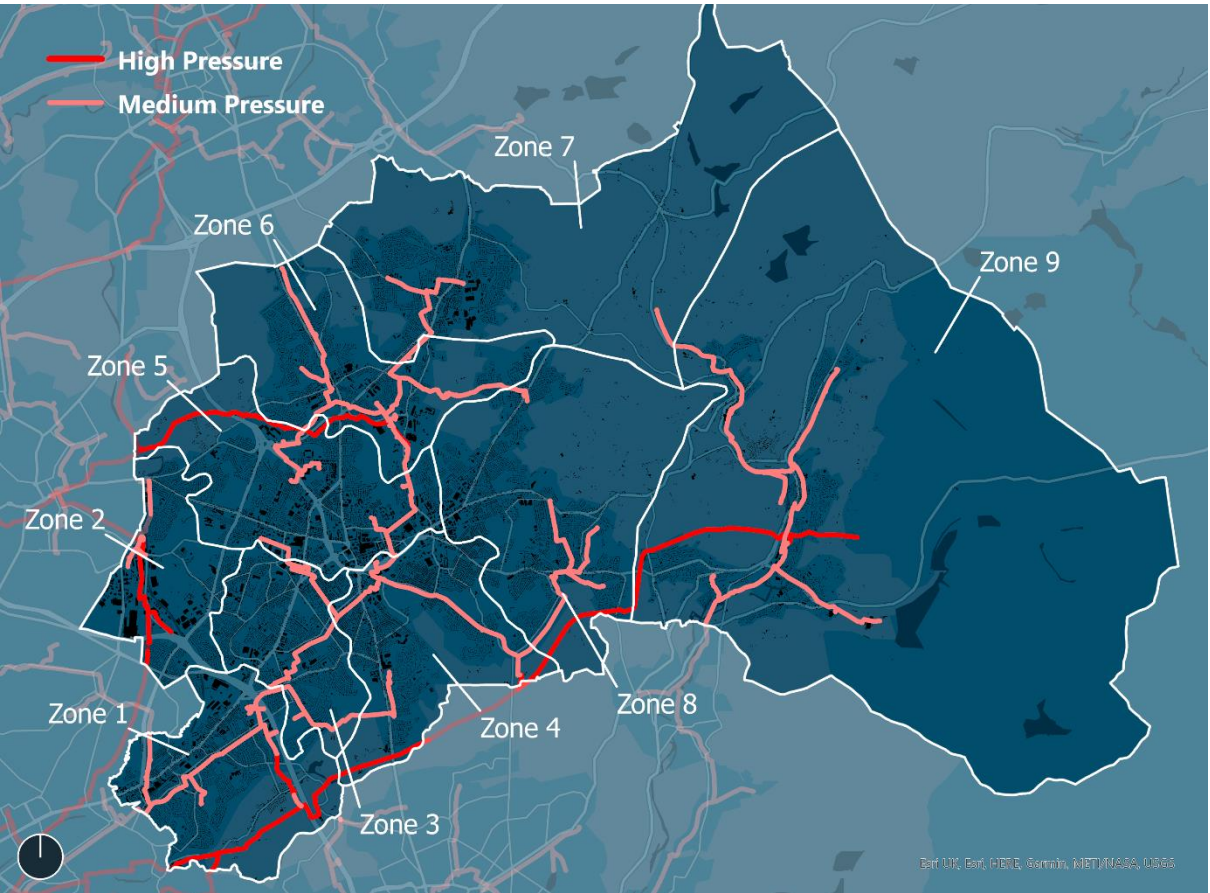 High Pressure
Medium Pressure
Zone 7
Zone 6
Zone 9
Zone 5
Zone 2
Zone 1
Zone 4
Zone 8
Zone 3
Esri UK, Esri, HERE, Garmin, METI/NASA, USGS